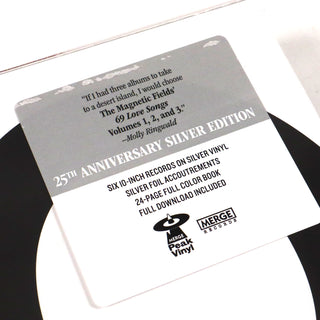 "If I had three albums to take
to a desert island, I would choose
The Magnetic Fields'
69 Love Songs
Volumes 1, 2, and 3."
–Molly Ringwald
25TH ANNIVERSARY SILVER EDITION
SIX 10-INCH RECORDS ON SILVER VINYL
SILVER FOIL ACCOUTREMENTS
24-PAGE FULL COLOR BOOK
FULL DOWNLOAD INCLUDED
MERGE
Peak
Vinyl
MERGE
RECORDS